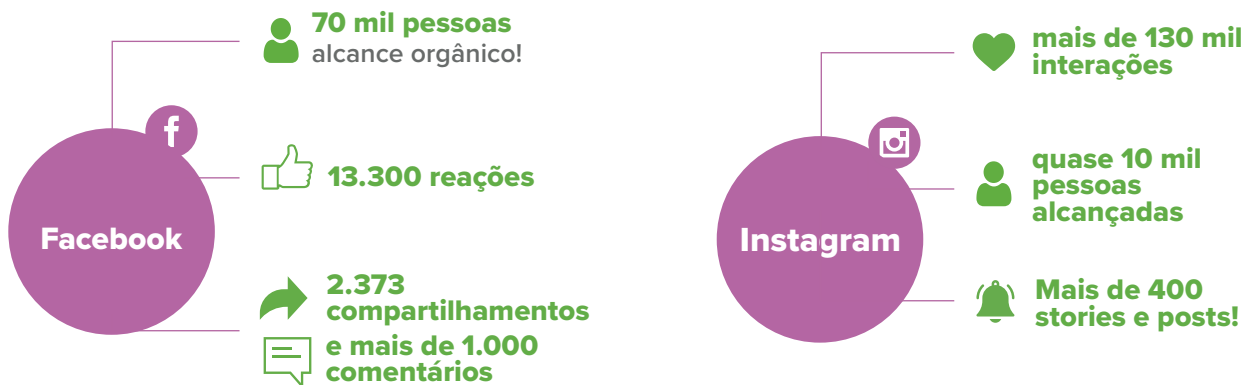 70 mil pessoas
alcance orgânico!
13.300 reações
Facebook
2.373
compartilhamentos
e mais de 1.000
comentários
mais de 130 mil
interações
quase 10 mil
pessoas
alcançadas
Instagram
Mais de 400
stories e posts!